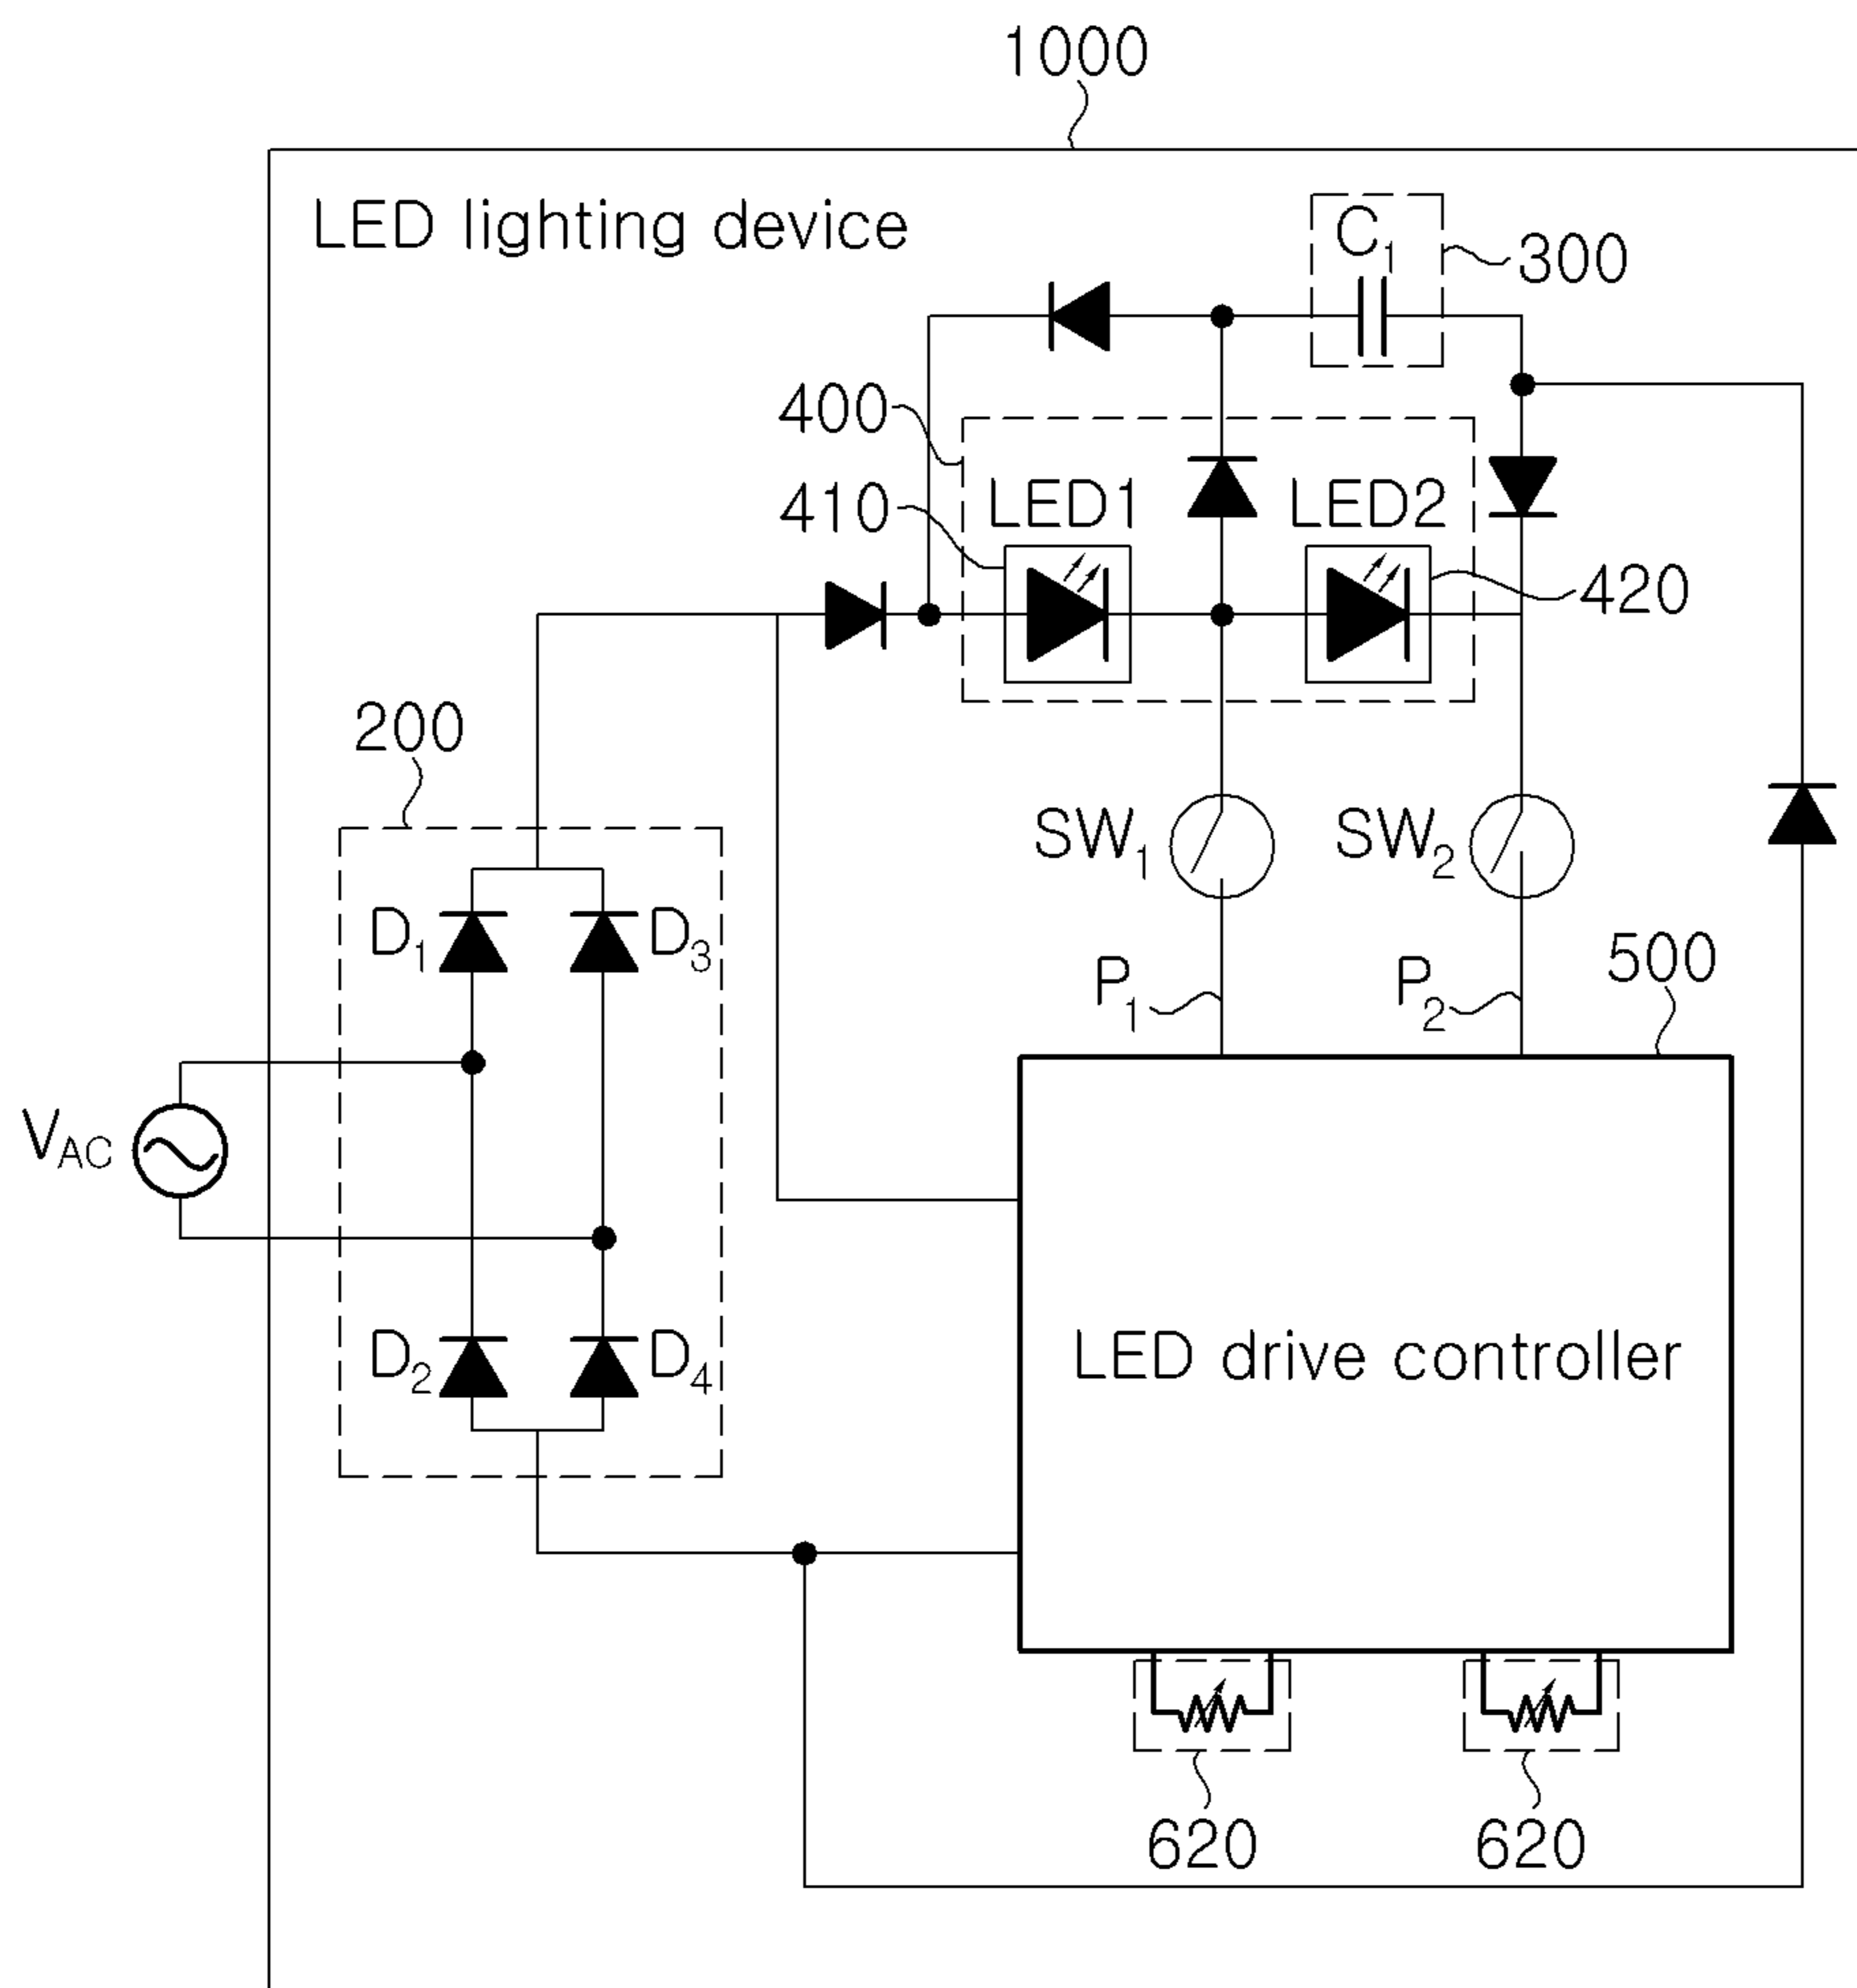 1000
LED lighting device
C1
300
400
410
LED1
LED2
420
200
SW1
SW2
D1
D3
P1
P2
500
VAC
D2
D4
LED drive controller
620
620